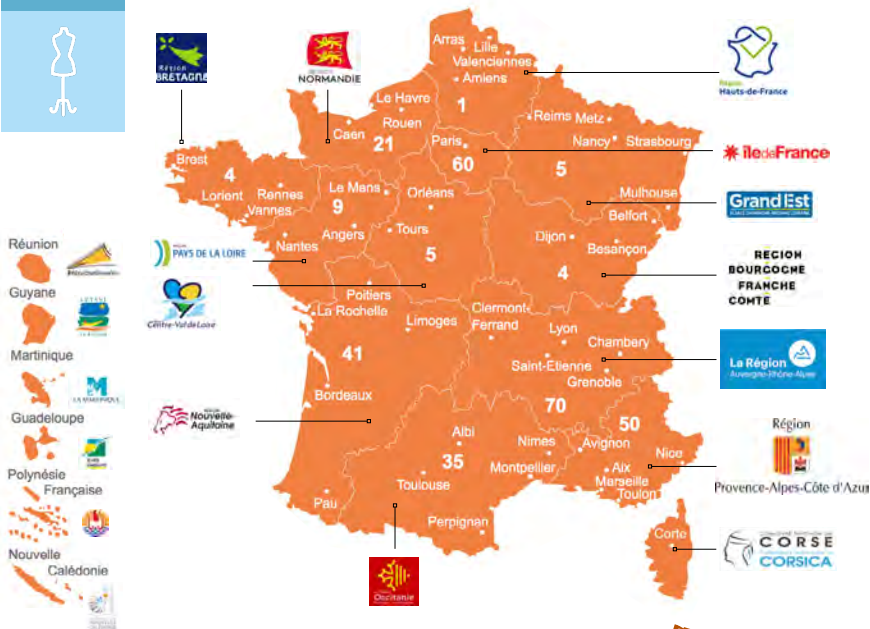 Région
BRETAGNE
NORMANDIE
Région
Hauts-de-France
îledeFrance
GrandEst
REGION
BOURGOGNE
FRANCHE
COMTE
La Région
Auvergne-Rhône-Alpes
Région
Provence-Alpes-Côte d'Azur
CORSE
CORSICA
Arras
Lille
Valenciennes
Amiens
1
Le Havre
Rouen
Caen
21
Reims
Metz
Nancy
Strasbourg
5
Paris
60
Brest
4
Lorient
Rennes
Vannes
Le Mans
9
Angers
Nantes
Orléans
Tours
5
Mulhouse
Belfort
Dijon
Besançon
4
Poitiers
La Rochelle
Limoges
41
Bordeaux
Pau
Clermont-
Ferrand
Lyon
Chambery
Saint-Etienne
Grenoble
70
50
Albi
35
Toulouse
Nimes
Montpellier
Perpignan
Avignon
Aix
Marseille
Toulon
Nice
Corte
PAYS DE LA LOIRE
Centre-Val de Loire
Nouvelle-
Aquitaine
Occitanie
Réunion
Guyane
Martinique
LA MARTINIQUE
Guadeloupe
Polynésie
Française
Nouvelle
Calédonie